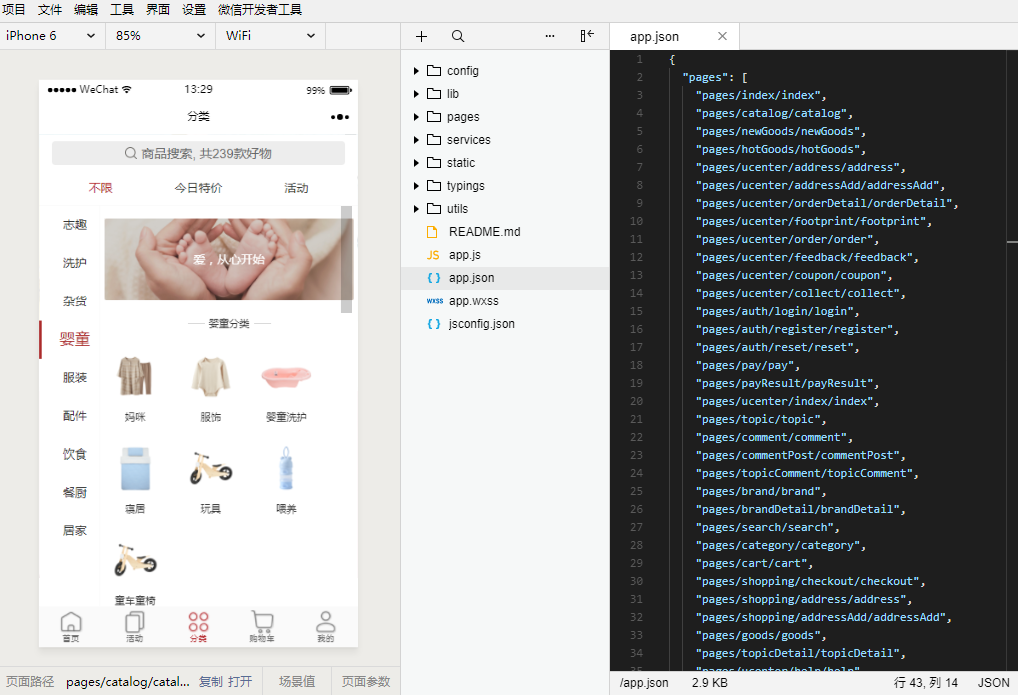 项目 文件 编辑 工具 界面 设置 微信开发者工具
iPhone 6 85% WiFi
WeChat 13:29 99%
分类
商品搜索, 共239款好物
不限 今日特价 活动
志趣
洗护
杂货
婴童
服装
配件
饮食
餐厨
居家
爱，从心开始
婴童分类
妈咪 服饰 婴童洗护
寝居 玩具 喂养
童车童椅
首页 活动 分类 购物车 我的
页面路径 pages/catalog/catal... 复制 打开 场景值 页面参数
config
lib
pages
services
static
typings
utils
README.md
JS app.js
{ } app.json
wxss app.wxss
{ } jsconfig.json
app.json
1 {
2 "pages": [
3 "pages/index/index",
4 "pages/catalog/catalog",
5 "pages/newGoods/newGoods",
6 "pages/hotGoods/hotGoods",
7 "pages/ucenter/address/address",
8 "pages/ucenter/addressAdd/addressAdd",
9 "pages/ucenter/orderDetail/orderDetail",
10 "pages/ucenter/footprint/footprint",
11 "pages/ucenter/order/order",
12 "pages/ucenter/feedback/feedback",
13 "pages/ucenter/coupon/coupon",
14 "pages/ucenter/collect/collect",
15 "pages/auth/login/login",
16 "pages/auth/register/register",
17 "pages/auth/reset/reset",
18 "pages/pay/pay",
19 "pages/payResult/payResult",
20 "pages/ucenter/index/index",
21 "pages/topic/topic",
22 "pages/comment/comment",
23 "pages/commentPost/commentPost",
24 "pages/topicComment/topicComment",
25 "pages/brand/brand",
26 "pages/brandDetail/brandDetail",
27 "pages/search/search",
28 "pages/category/category",
29 "pages/cart/cart",
30 "pages/shopping/checkout/checkout",
31 "pages/shopping/address/address",
32 "pages/shopping/addressAdd/addressAdd",
33 "pages/goods/goods",
34 "pages/topicDetail/topicDetail",
35 "pages/ucenter/help/help"
/app.json 2.9 KB 行 43, 列 14 JSON